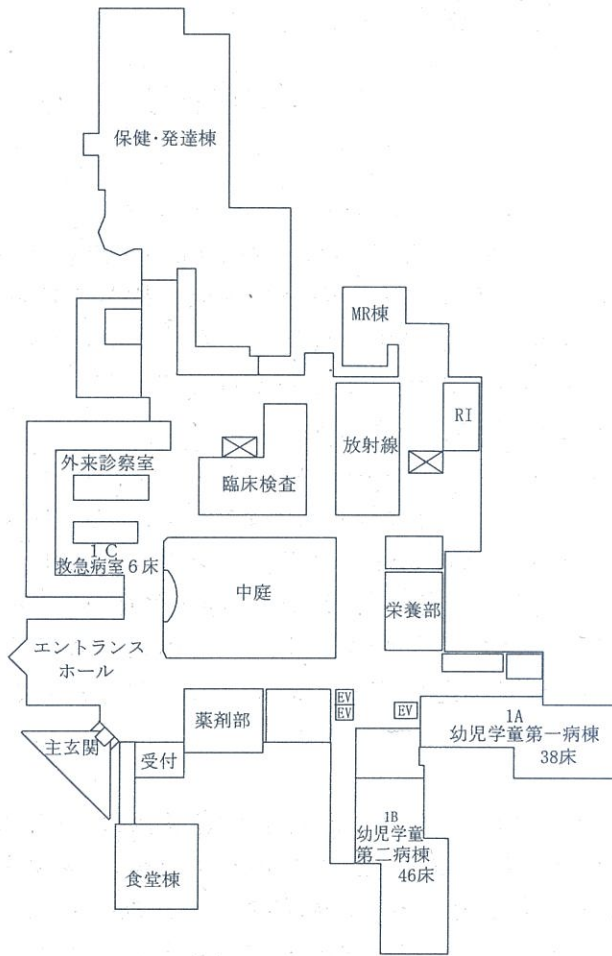 保健・発達棟
MR棟
RI
放射線
外来診察室
臨床検査
1C
救急病室6床
中庭
栄養部
エントランス
ホール
EV
EV
EV
薬剤部
1A
幼児学童第一病棟
38床
主玄関
受付
1B
幼児学童
第二病棟
46床
食堂棟